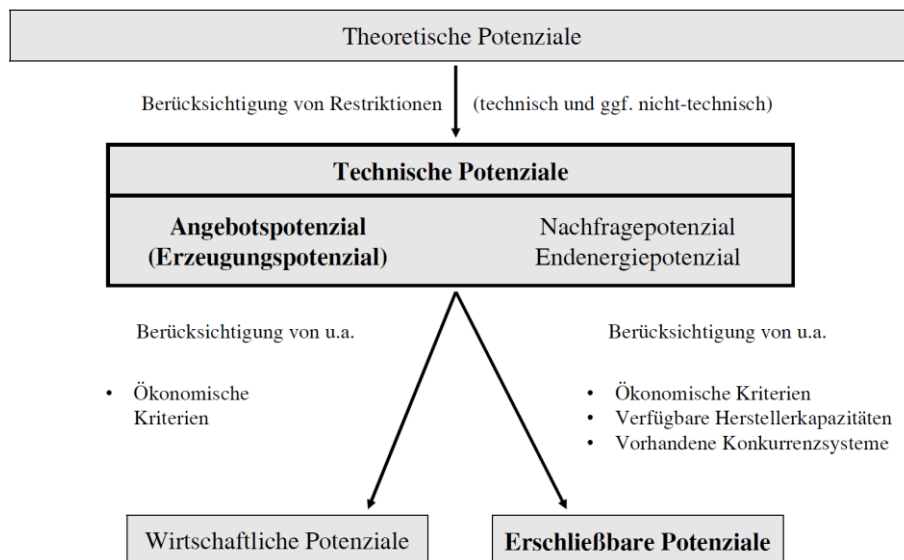 Theoretische Potenziale
Berücksichtigung von Restriktionen (technisch und ggf. nicht-technisch)
Technische Potenziale
Angebotspotenzial
(Erzeugungspotenzial)
Nachfragepotenzial
Endenergiepotenzial
Berücksichtigung von u.a.
• Ökonomische
Kriterien
Berücksichtigung von u.a.
• Ökonomische Kriterien
• Verfügbare Herstellerkapazitäten
• Vorhandene Konkurrenzsysteme
Wirtschaftliche Potenziale
Erschließbare Potenziale